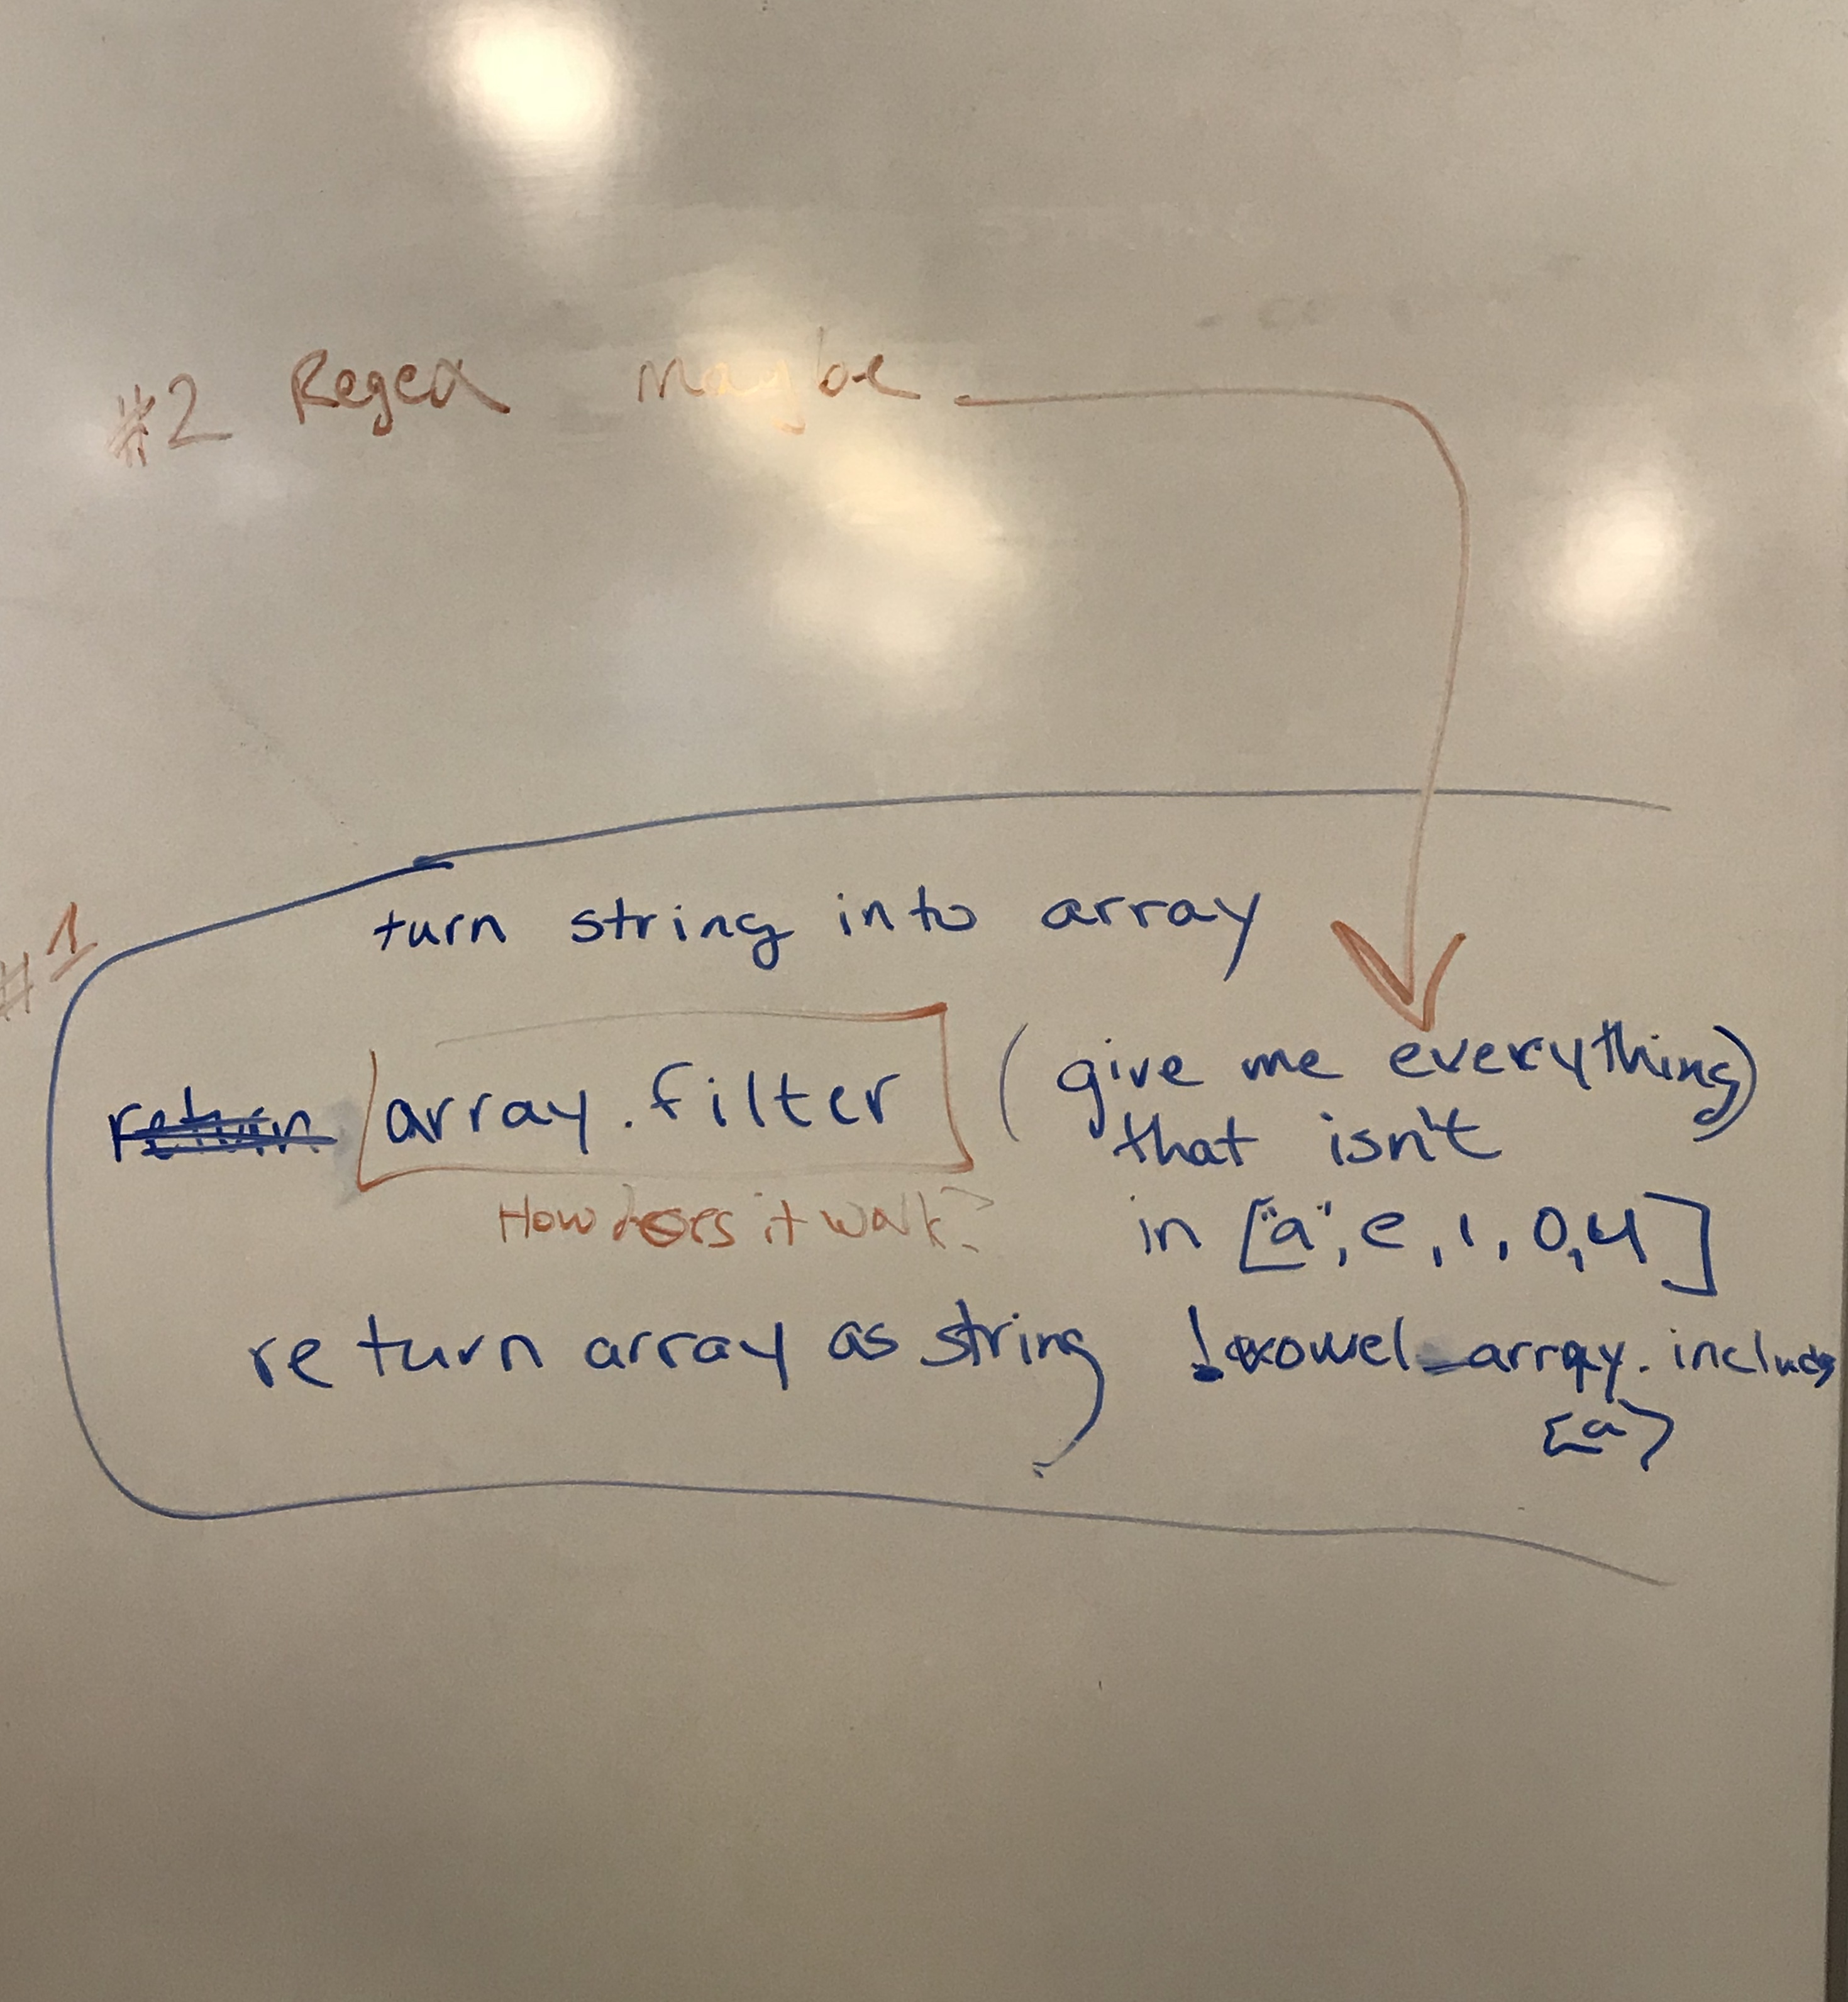 #2 Regex maybe
#1
turn string into array
return array.filter (give me everything)
that isn't
How does it work?
in ["a", e, i, o, u]
return array as string !vowel_array.includes
(a)